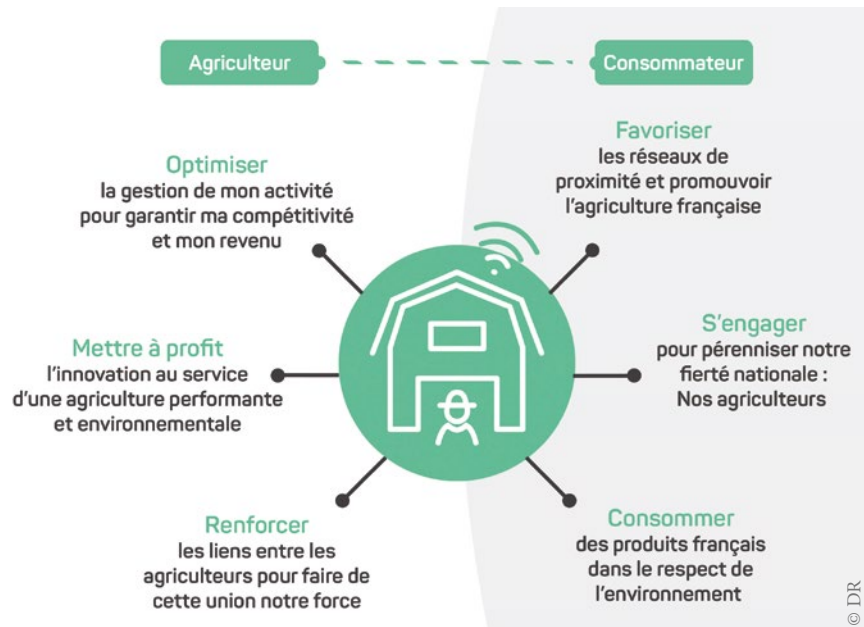 Agriculteur
Consommateur
Optimiser
la gestion de mon activité
pour garantir ma compétitivité
et mon revenu
Mettre à profit
l'innovation au service
d'une agriculture performante
et environnementale
Renforcer
les liens entre les
agriculteurs pour faire de
cette union notre force
Favoriser
les réseaux de
proximité et promouvoir
l'agriculture française
S'engager
pour pérenniser notre
fierté nationale :
Nos agriculteurs
Consommer
des produits français
dans le respect de
l'environnement
© DR